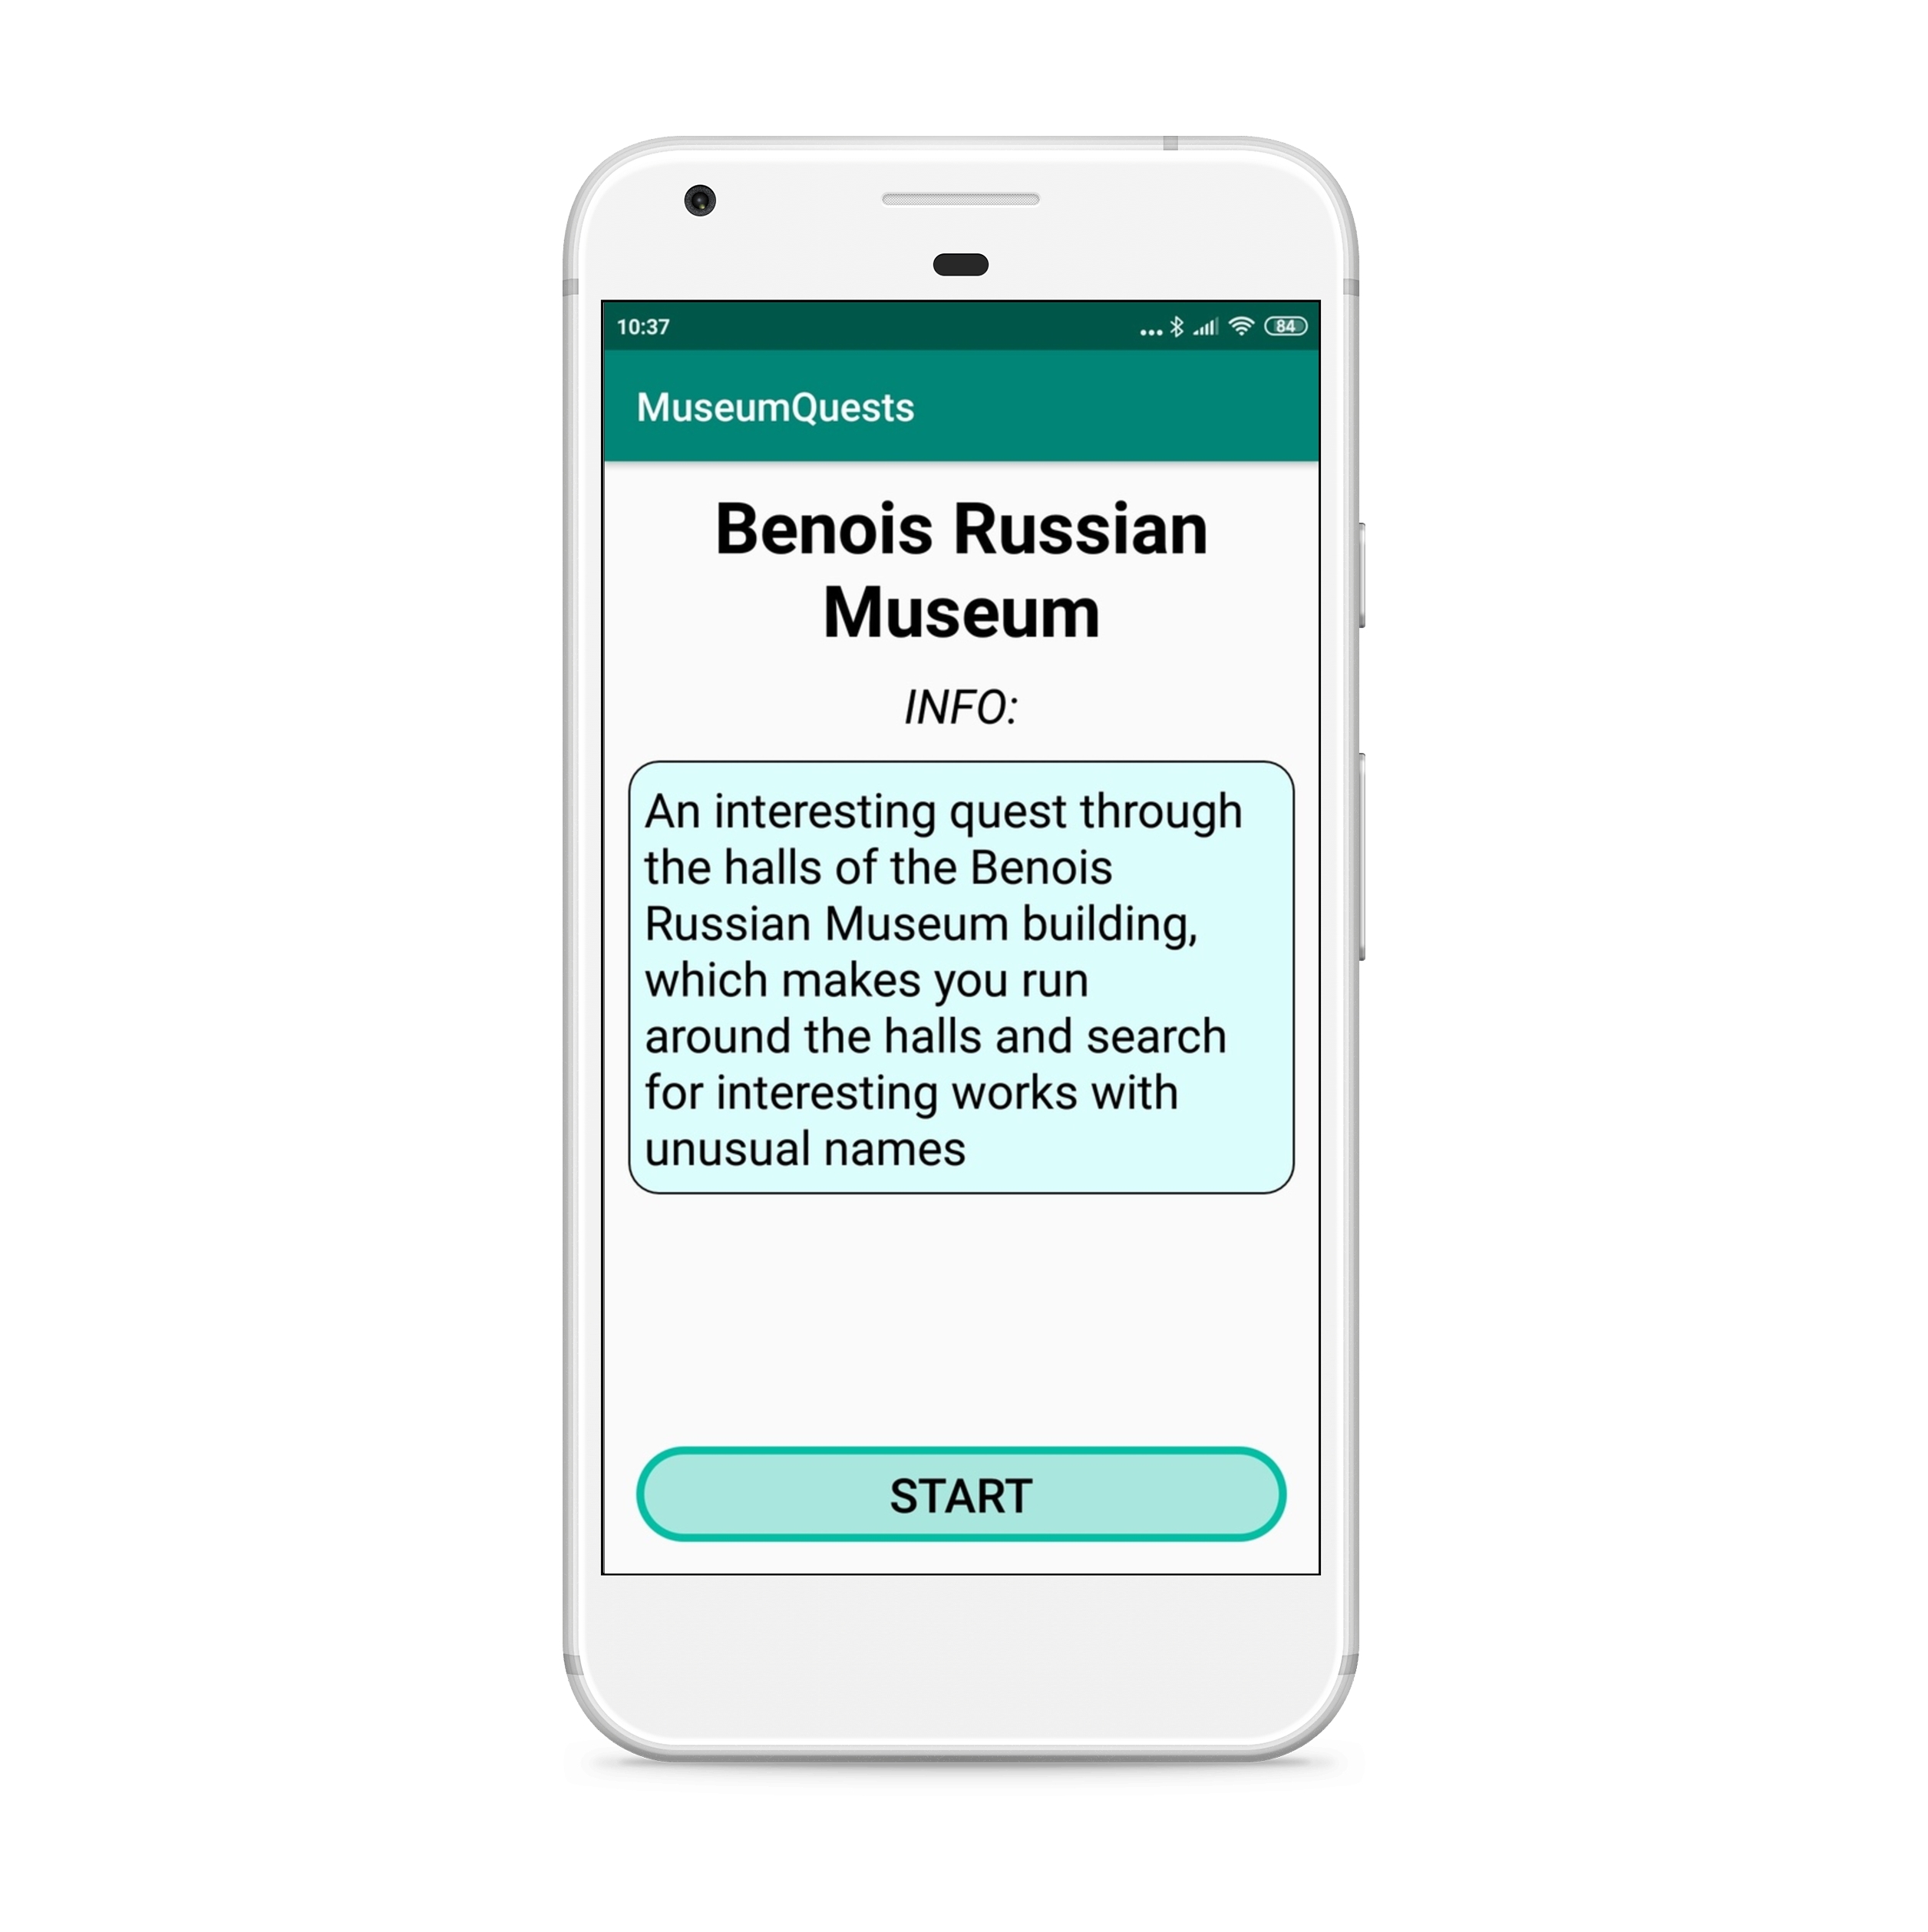 10:37
84
MuseumQuests
Benois Russian
Museum
INFO:
An interesting quest through
the halls of the Benois
Russian Museum building,
which makes you run
around the halls and search
for interesting works with
unusual names
START